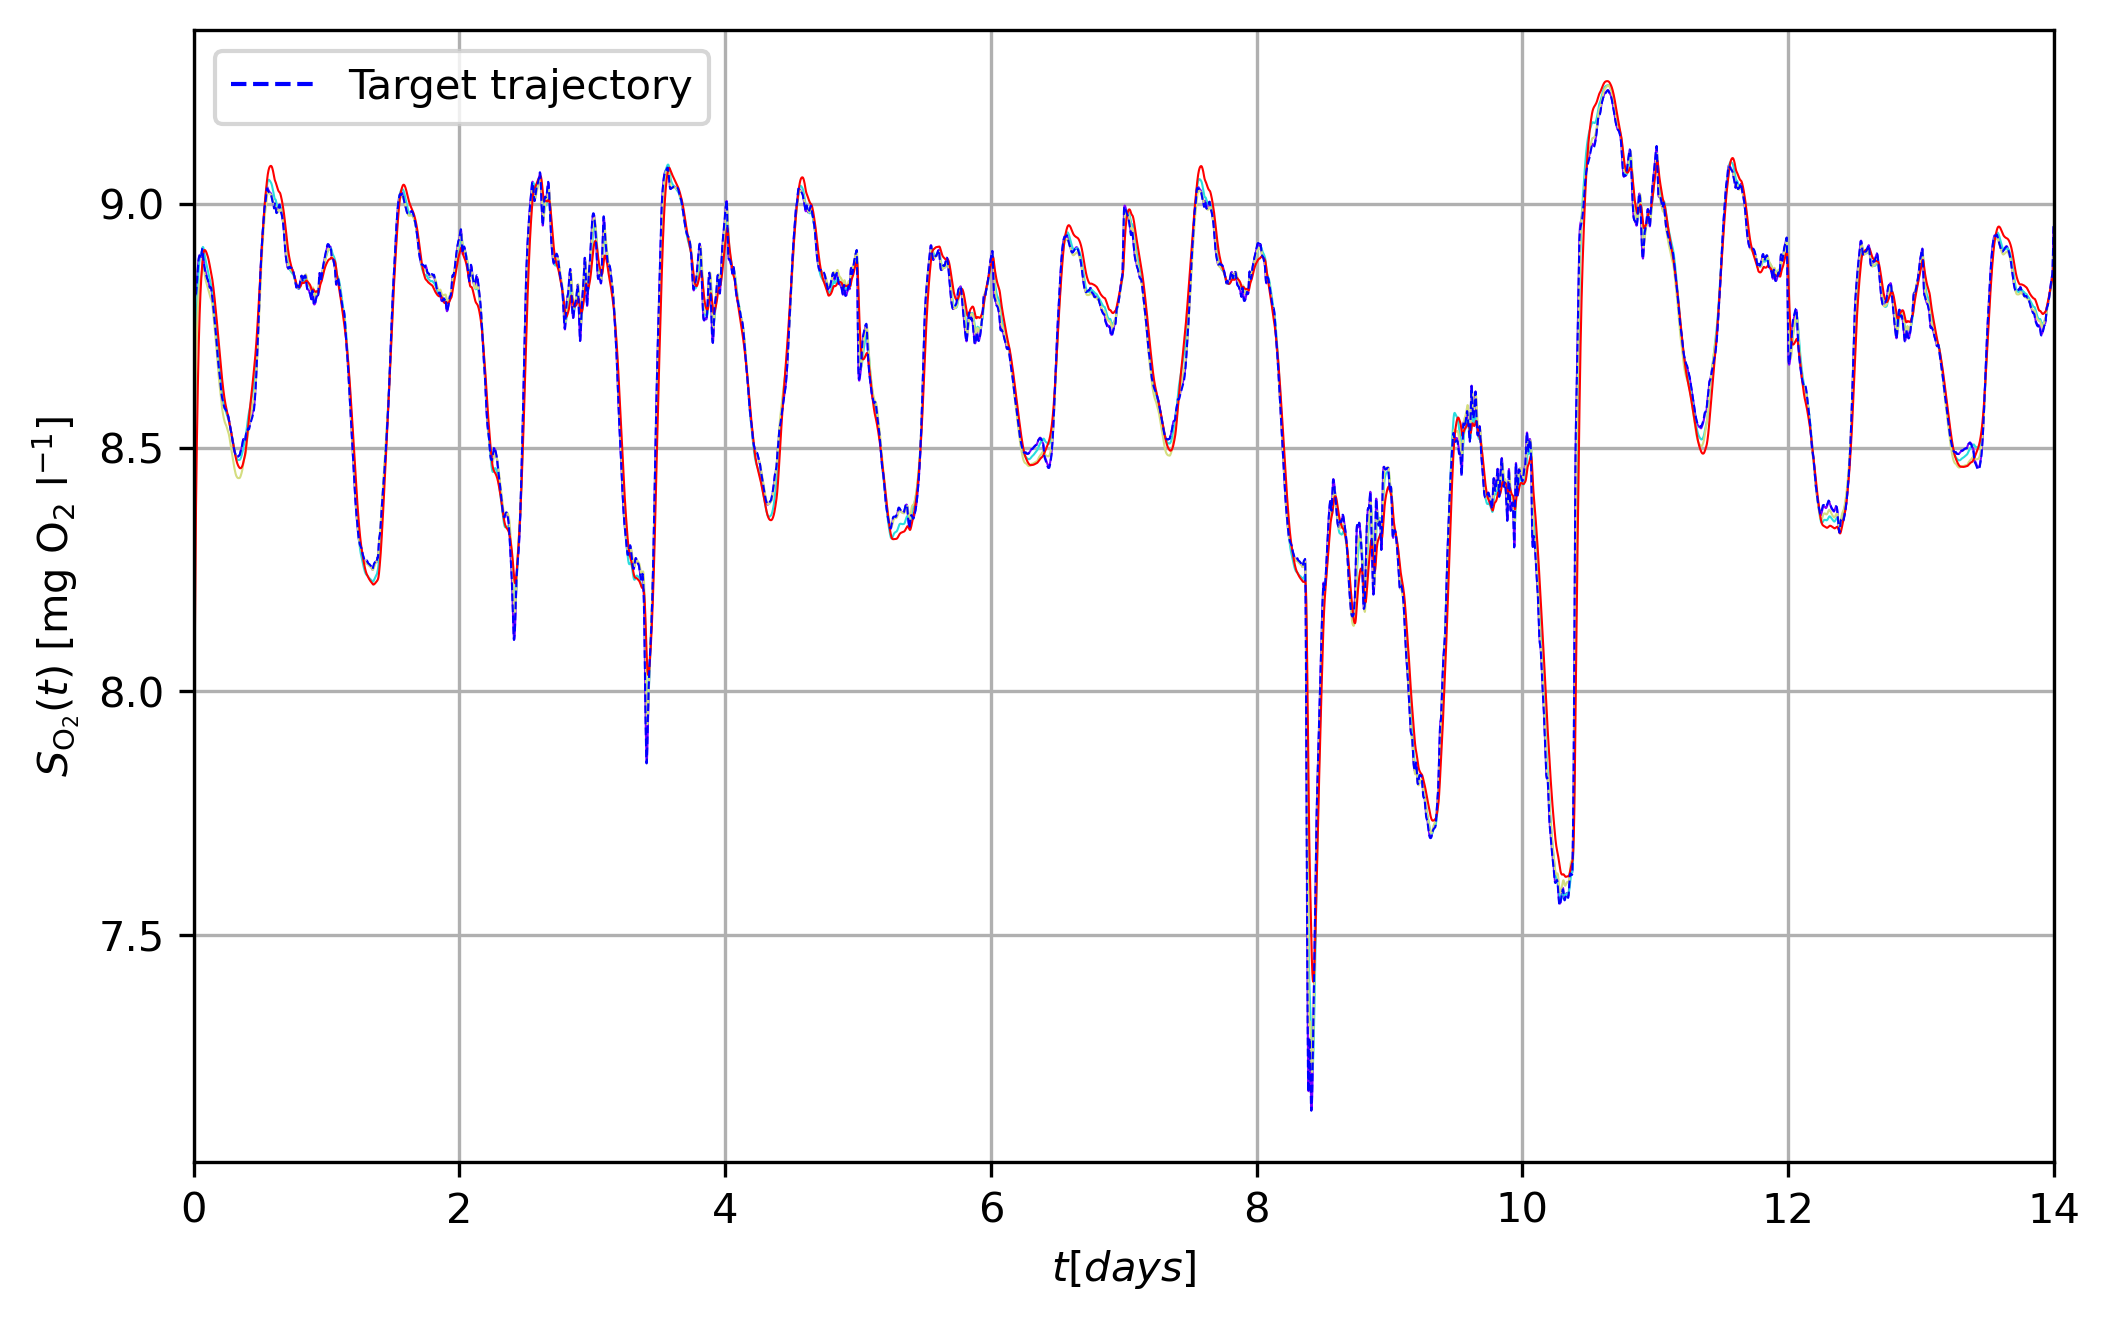 Target trajectory
9.0
8.5
8.0
7.5
S_O₂(t) [mg O₂ l⁻¹]
0 2 4 6 8 10 12 14
t[days]